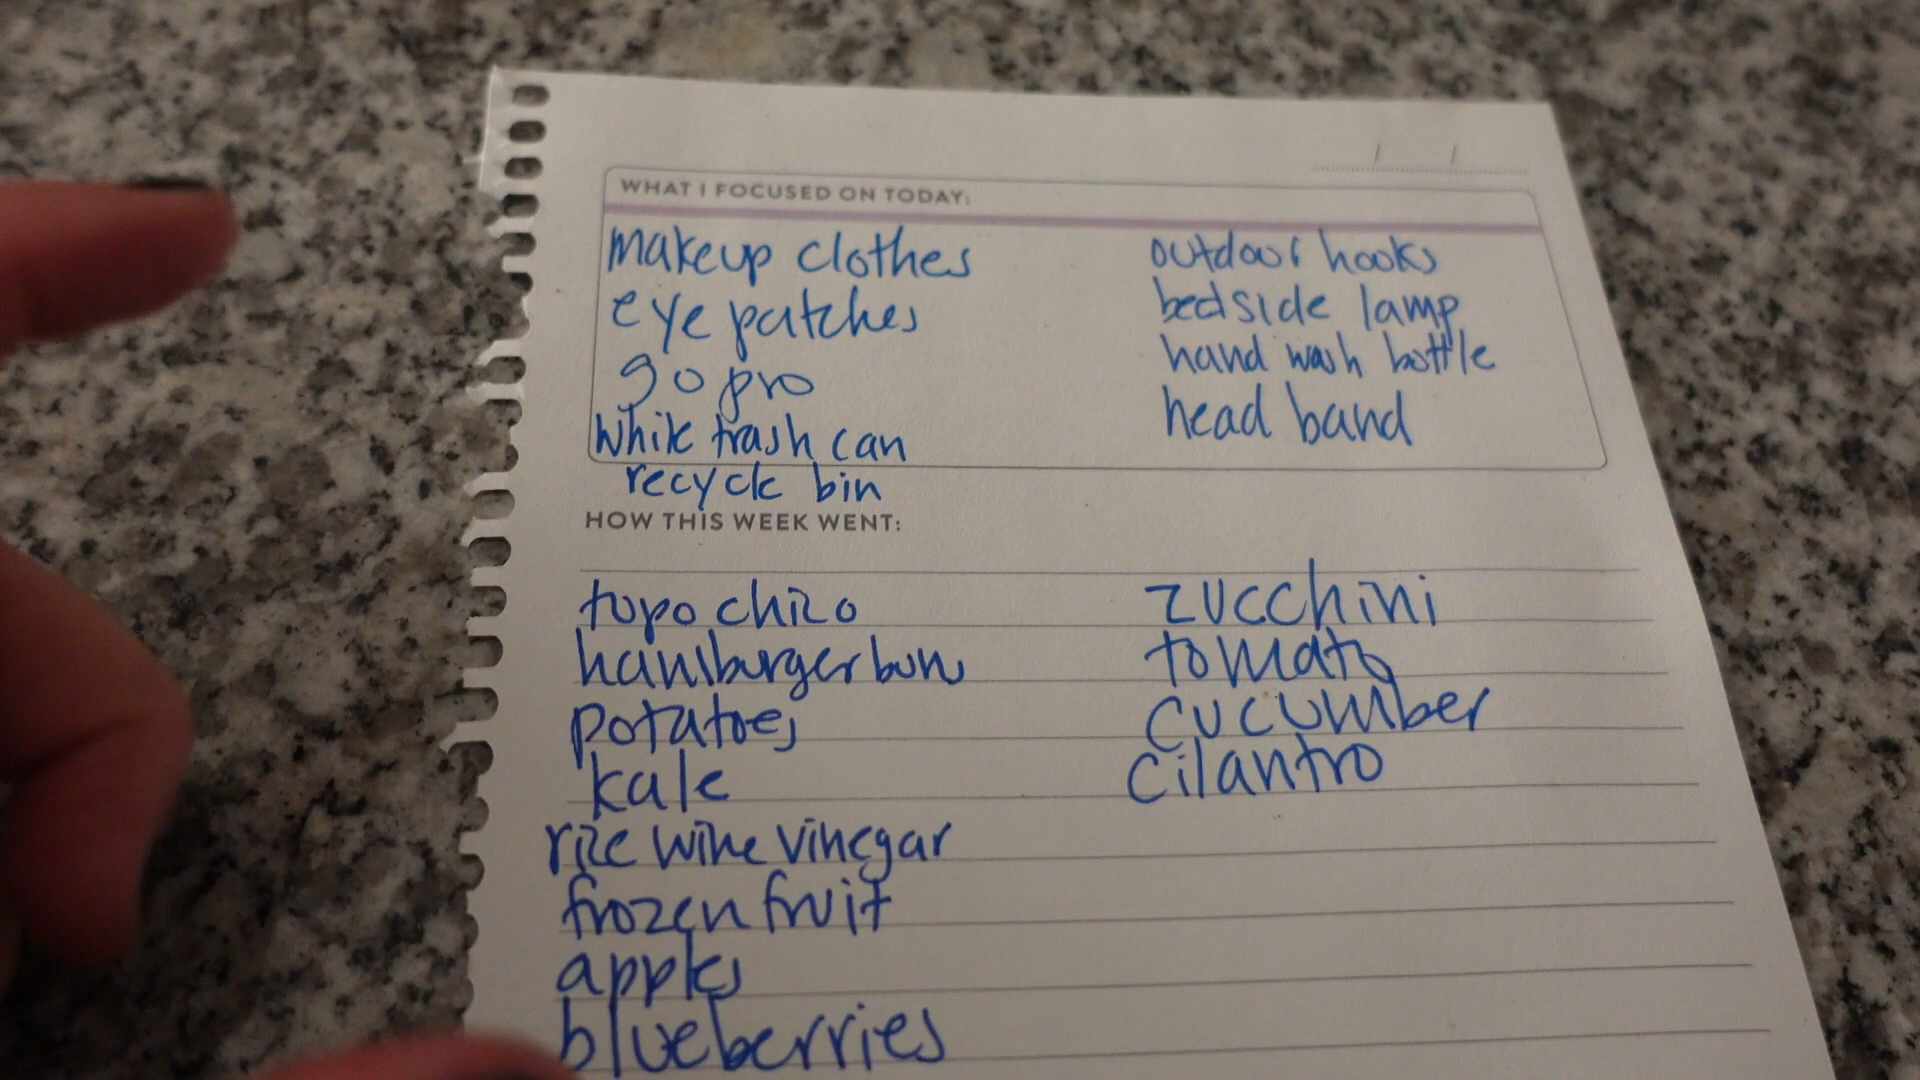 WHAT I FOCUSED ON TODAY:
makeup clothes
eye patches
go pro
white trash can
recycle bin
outdoor hooks
bedside lamp
hand wash bottle
head band
HOW THIS WEEK WENT:
topo chico
hamburger buns
potatoes
kale
rice wine vinegar
frozen fruit
apples
blueberries
zucchini
tomato
cucumber
cilantro